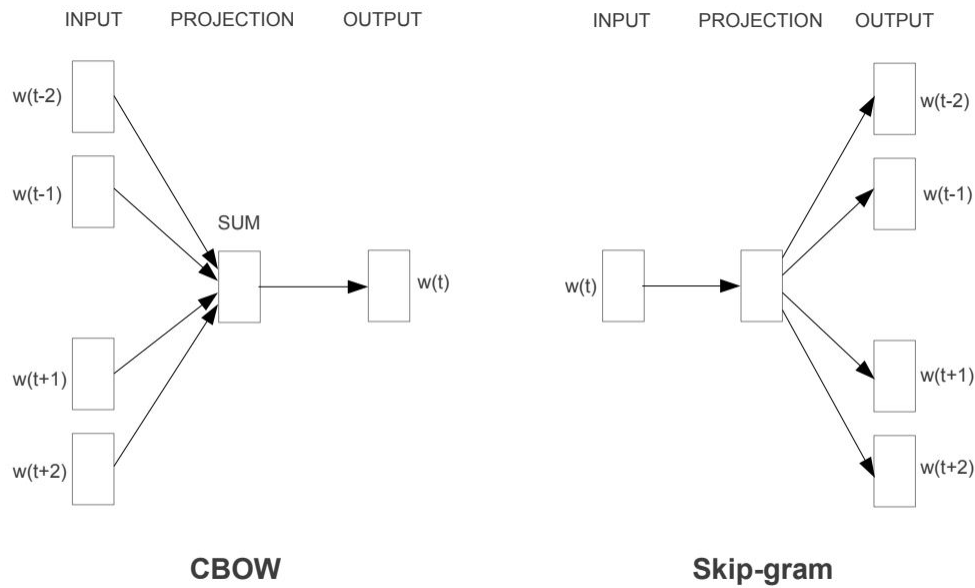 INPUT PROJECTION OUTPUT
w(t-2)
w(t-1)
SUM
w(t)
w(t+1)
w(t+2)
CBOW
INPUT PROJECTION OUTPUT
w(t-2)
w(t-1)
w(t)
w(t+1)
w(t+2)
Skip-gram